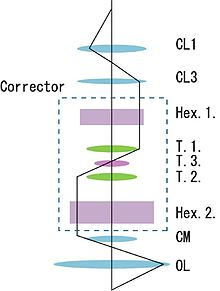 CL1
CL3
Corrector
Hex. 1.
T. 1.
T. 3.
T. 2.
Hex. 2.
CM
OL